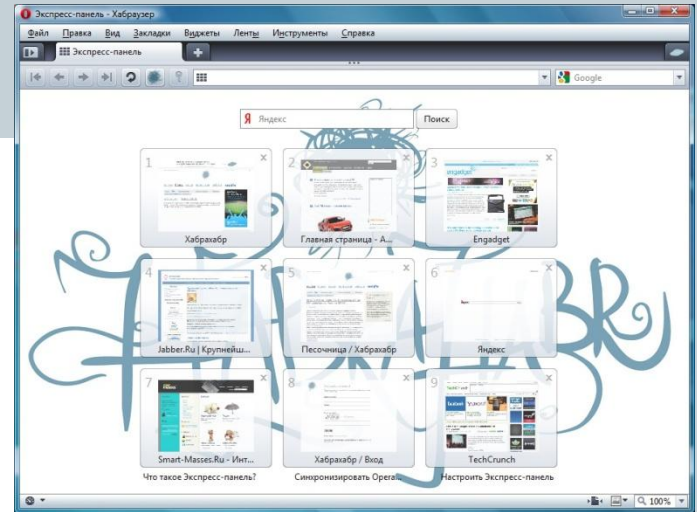 Экспресс-панель - Хабраузер
Файл Правка Вид Закладки Виджеты Ленты Инструменты Справка
Экспресс-панель
Google
Я Яндекс Поиск
1 2 3
Хабрахабр Главная страница - А... Engadget
4 5 6
Jabber.Ru | Крупнейш... Песочница / Хабрахабр Яндекс
7 8 9
Smart-Masses.Ru - Инт... Хабрахабр / Вход TechCrunch
Что такое Экспресс-панель? Синхронизировать Opera... Настроить Экспресс-панель
100%